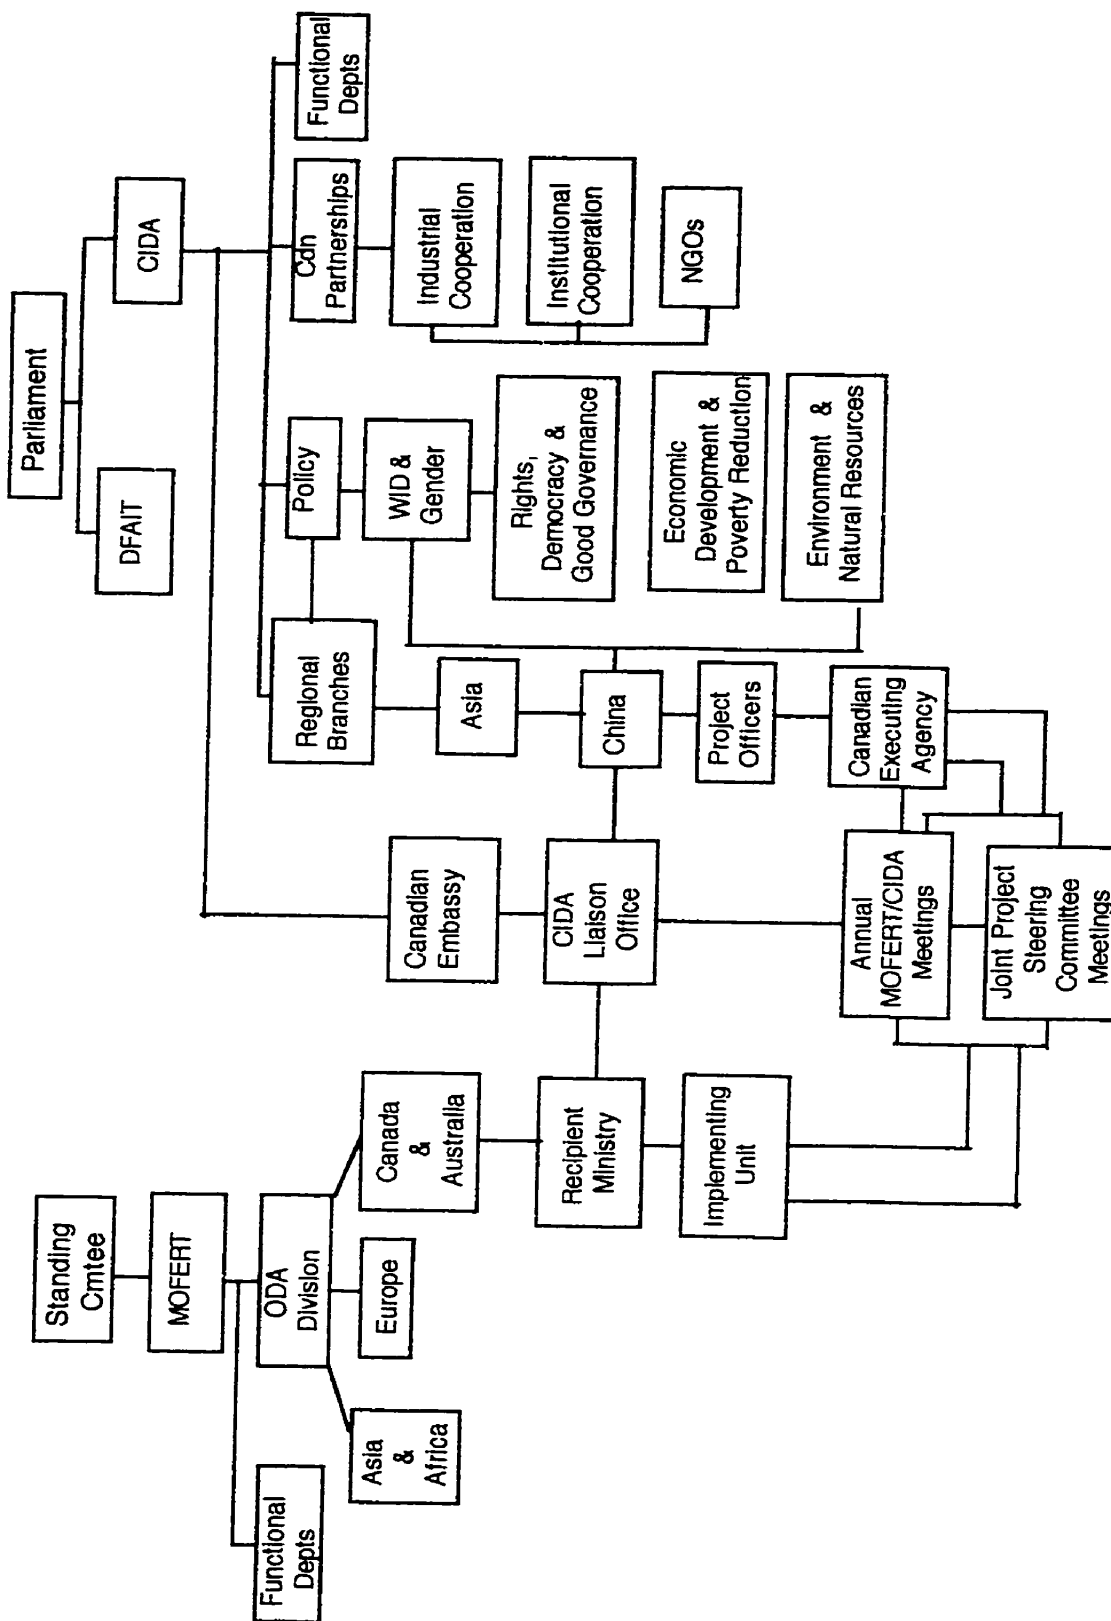 Standing
Cmtee
MOFERT
Functional
Depts
ODA
Division
Asia
&
Africa
Europe
Canada
&
Australia
Recipient
Ministry
Implementing
Unit
Parliament
DFAIT
CIDA
Canadian
Embassy
CIDA
Liaison
Office
Annual
MOFERT/CIDA
Meetings
Joint Project
Steering
Committee
Meetings
Regional
Branches
Asia
China
Project
Officers
Canadian
Executing
Agency
Policy
WID &
Gender
Rights,
Democracy &
Good Governance
Economic
Development &
Poverty Reduction
Environment &
Natural Resources
Cdn
Partnerships
Industrial
Cooperation
Institutional
Cooperation
NGOs
Functional
Depts